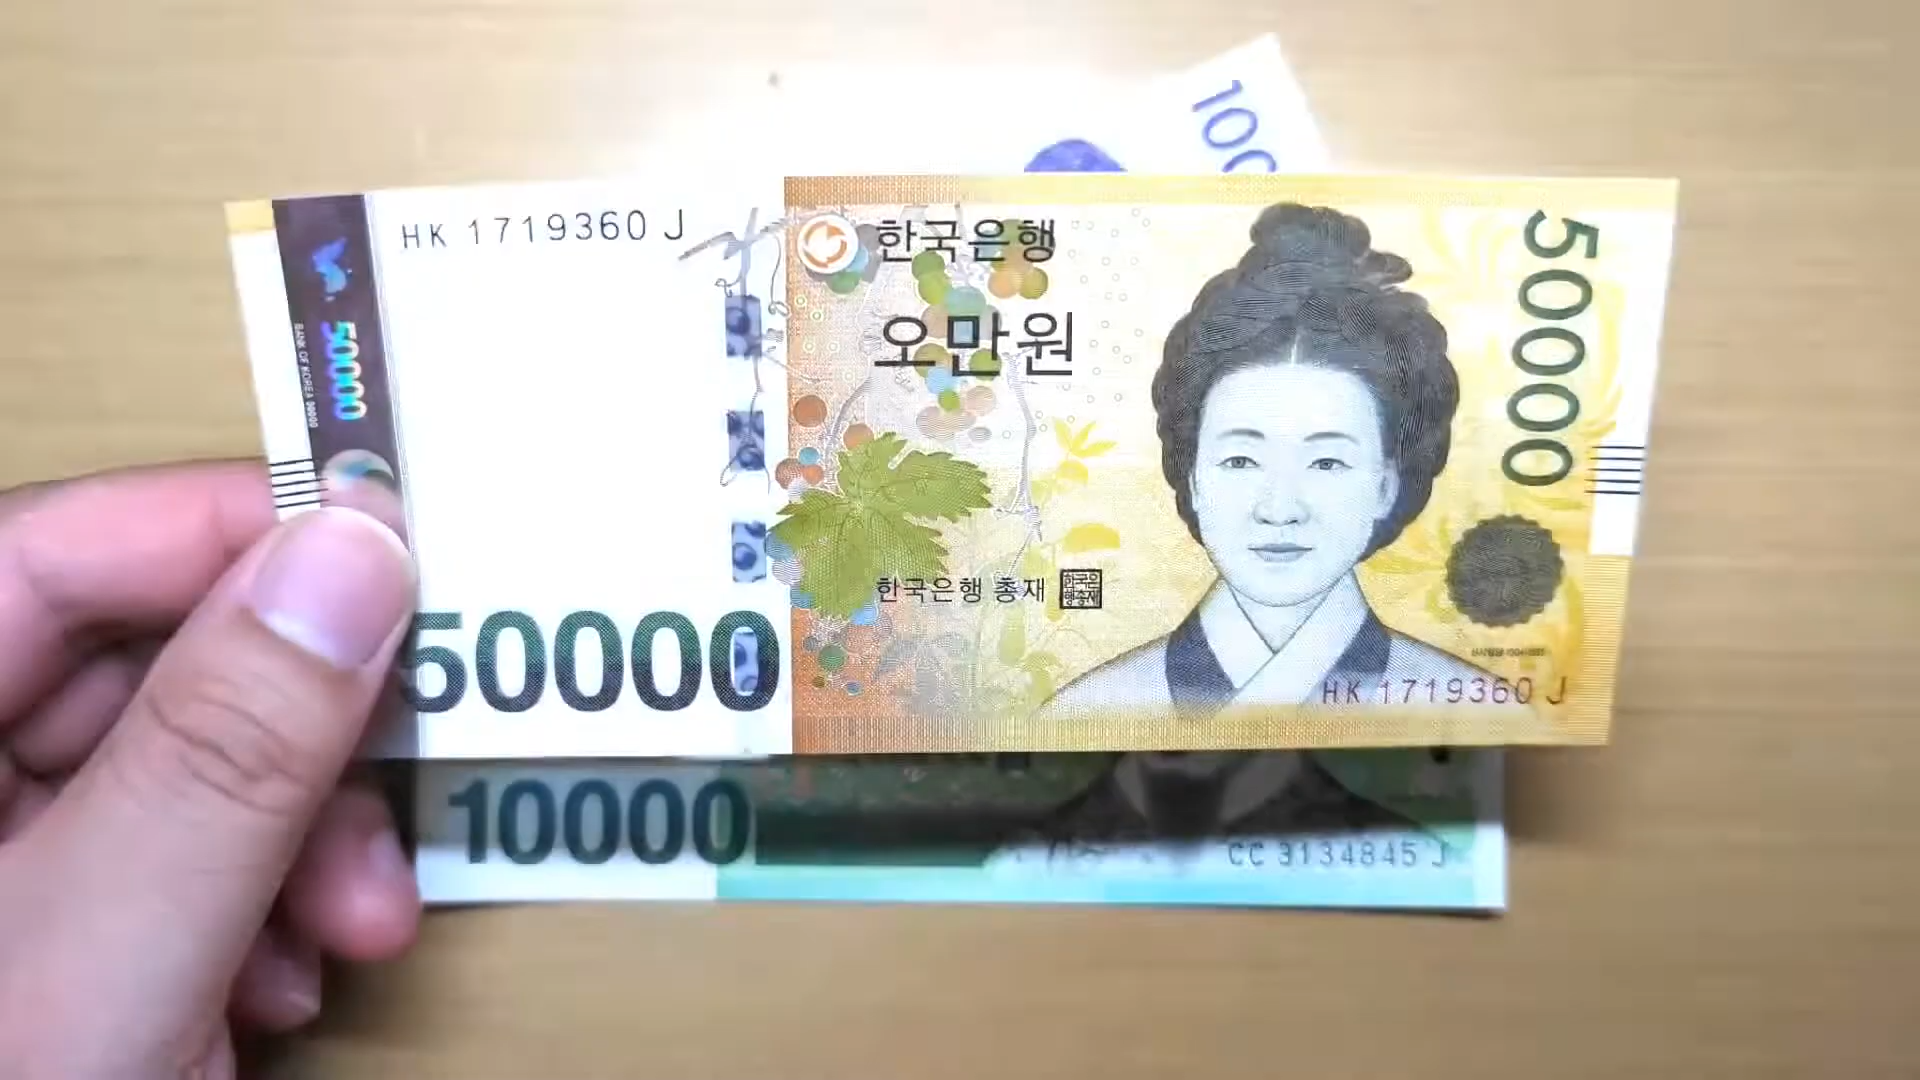 100
HK 1719360 J
한국은행
50000
오만원
50000
BANK OF KOREA 50000
한국은행 총재
한국은행총재
50000
HK 1719360 J
10000
CC 3134845 J